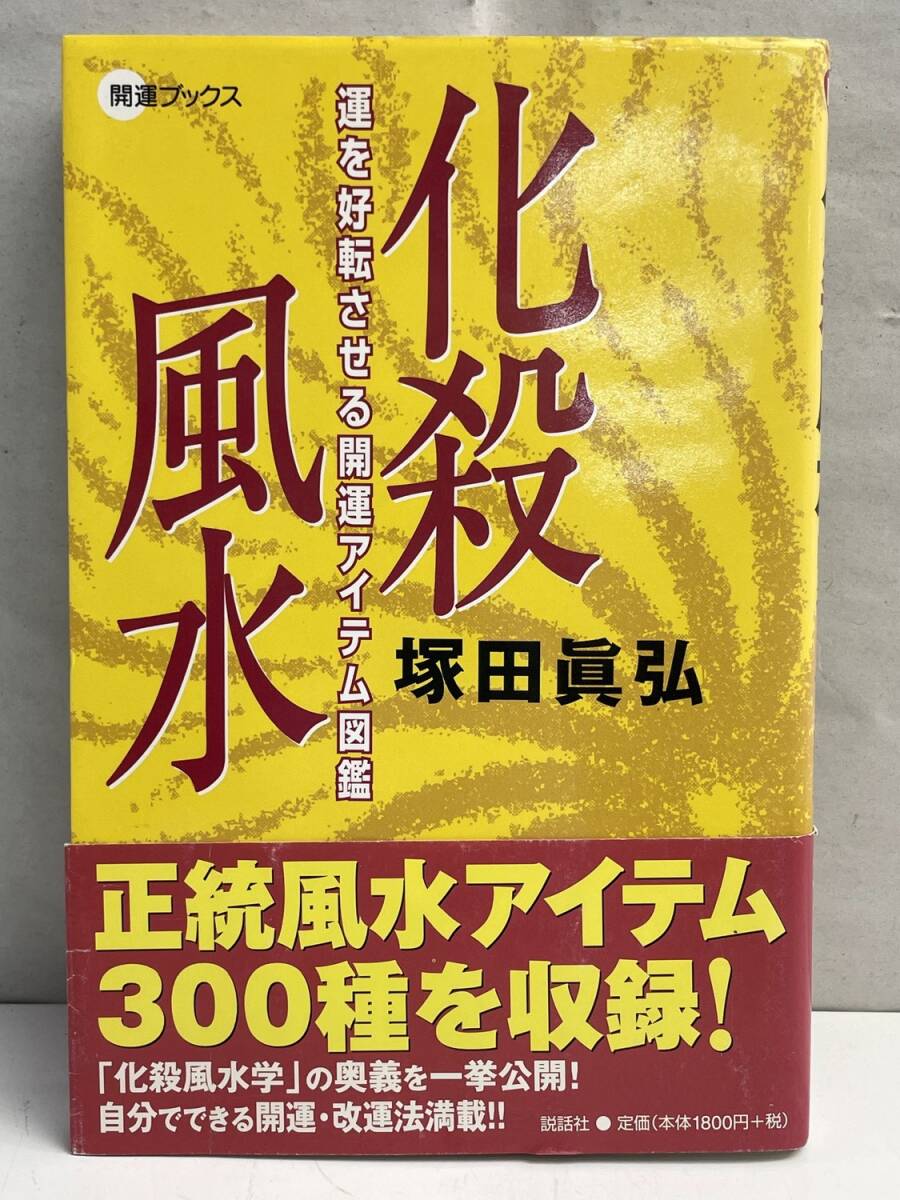 開運ブックス
化殺
風水
運を好転させる開運アイテム図鑑
塚田眞弘
正統風水アイテム
300種を収録!
「化殺風水学」の奥義を一挙公開!
自分でできる開運・改運法満載!!
説話社●定価(本体1800円+税)